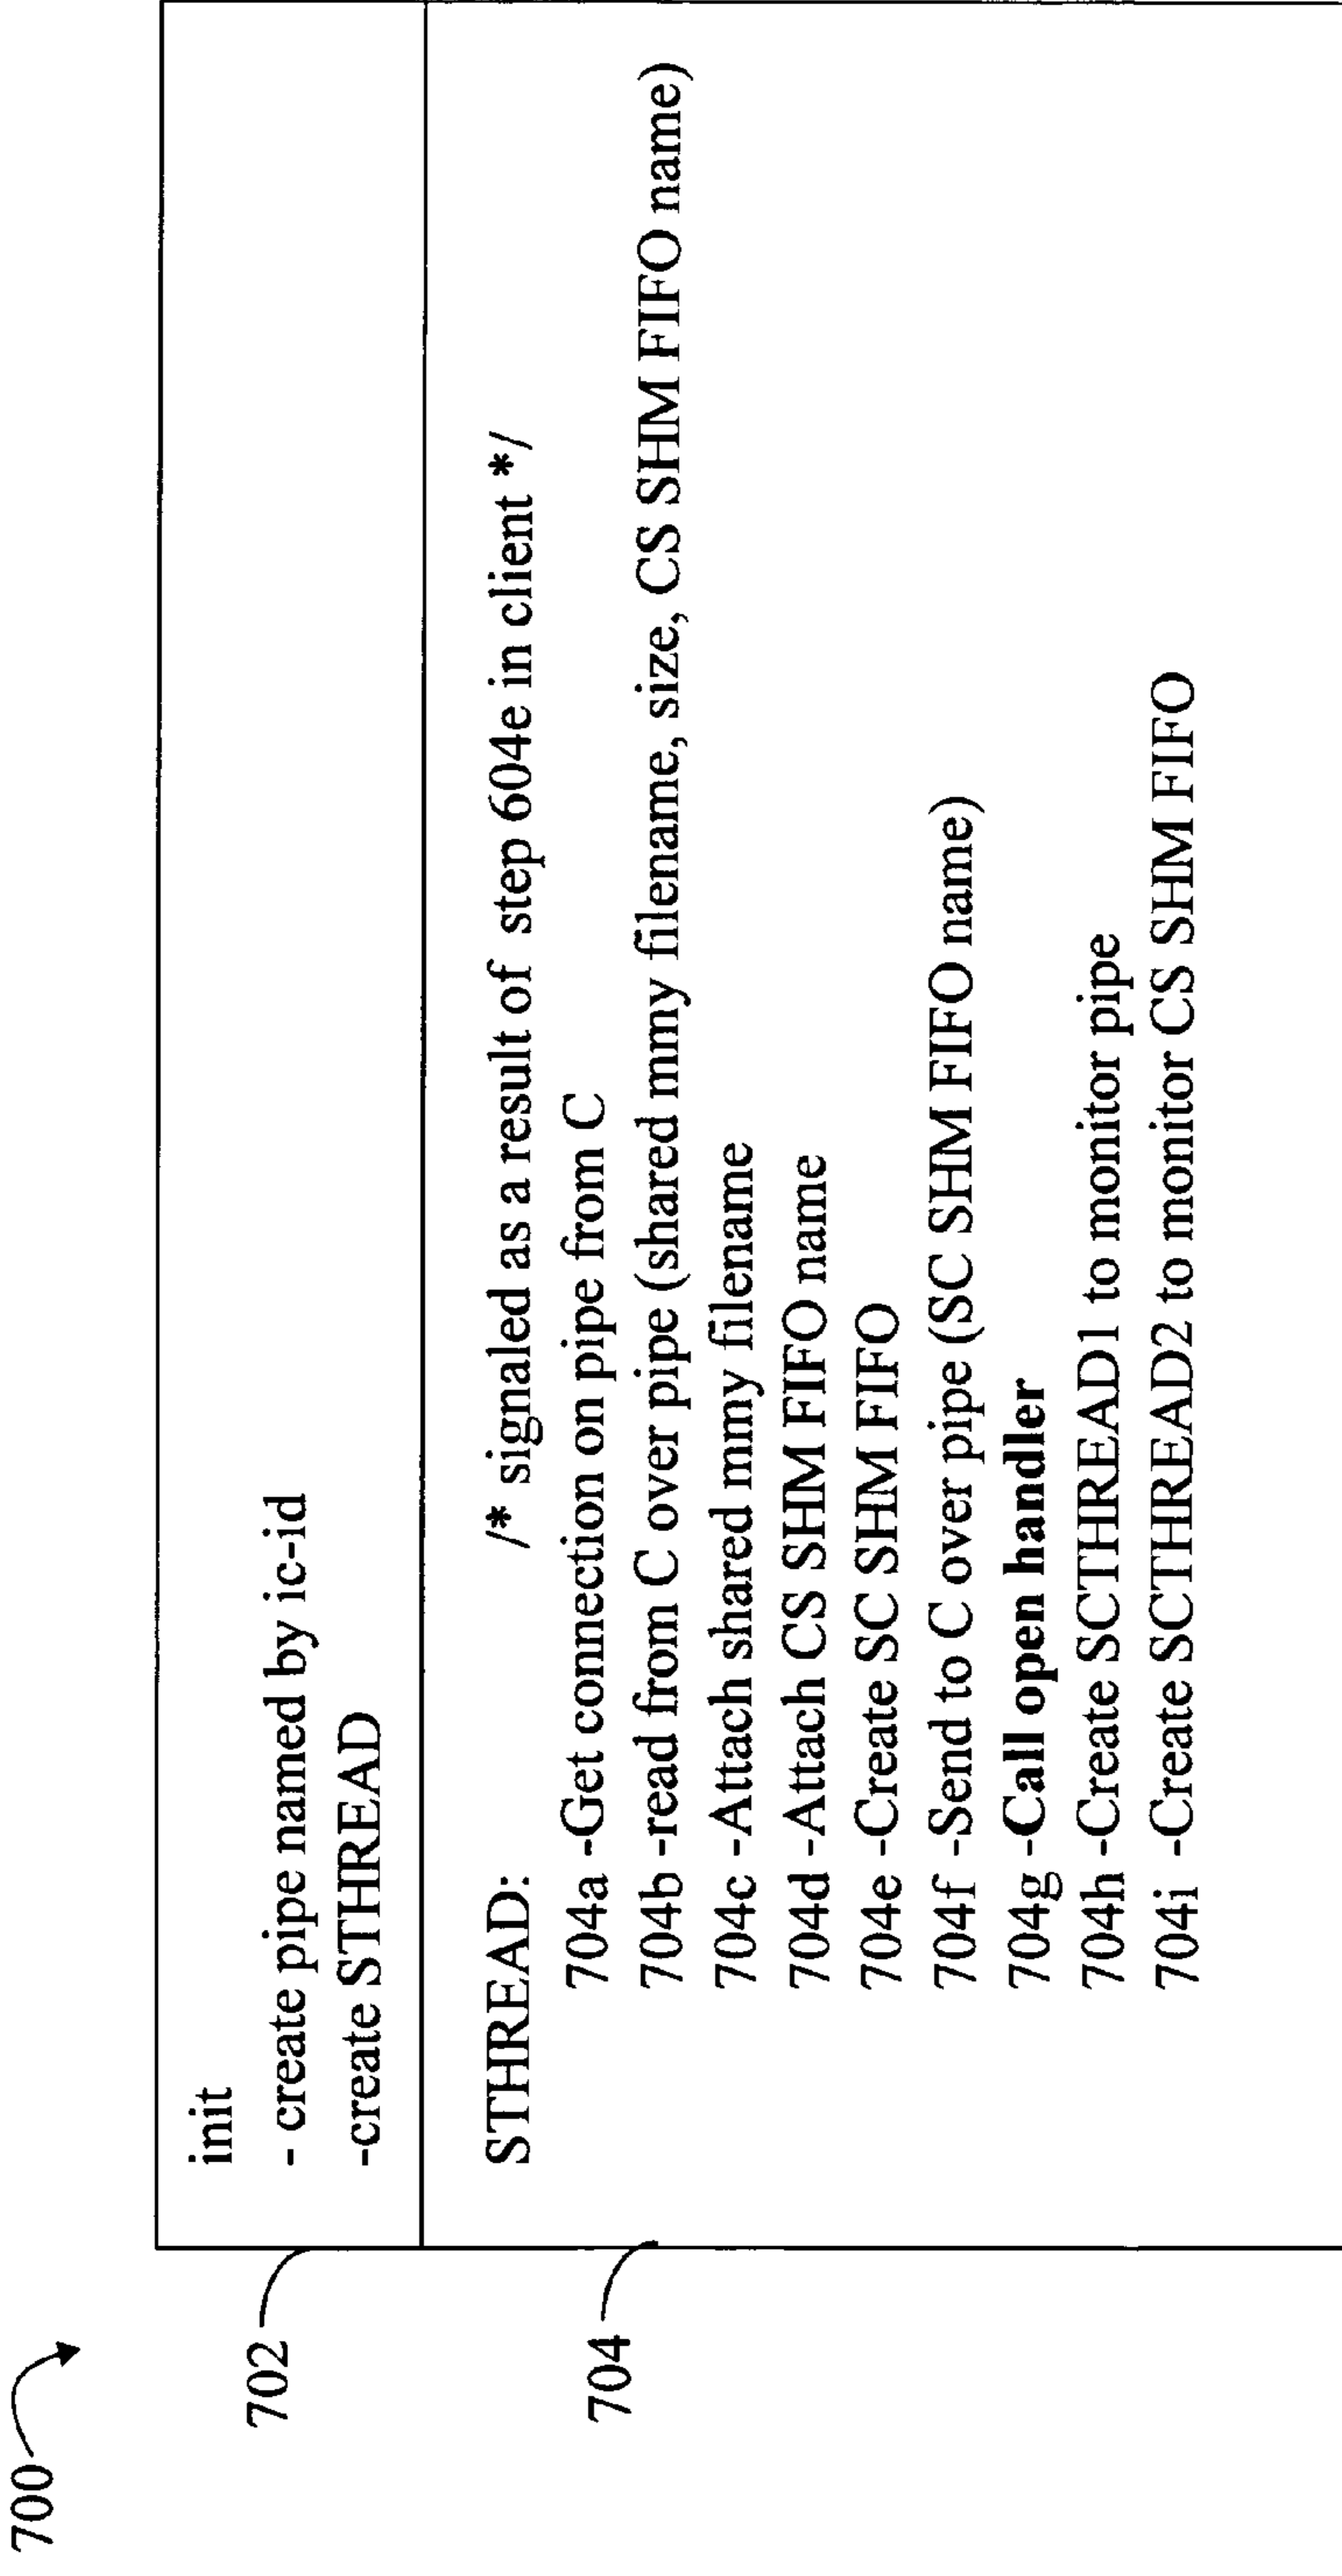 700
702
init
- create pipe named by ic-id
-create STHREAD
704
STHREAD:
/* signaled as a result of step 604e in client */
704a -Get connection on pipe from C
704b -read from C over pipe (shared mmy filename, size, CS SHM FIFO name)
704c -Attach shared mmy filename
704d -Attach CS SHM FIFO name
704e -Create SC SHM FIFO
704f -Send to C over pipe (SC SHM FIFO name)
704g -Call open handler
704h -Create SCTHREAD1 to monitor pipe
704i -Create SCTHREAD2 to monitor CS SHM FIFO